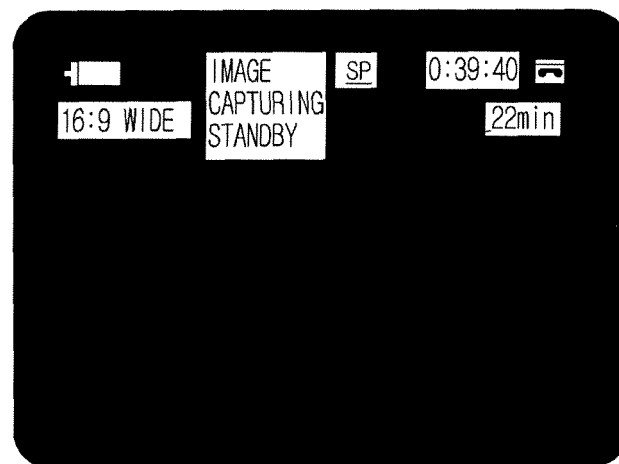 IMAGE
CAPTURING
STANDBY
SP
0:39:40
16:9 WIDE
22min